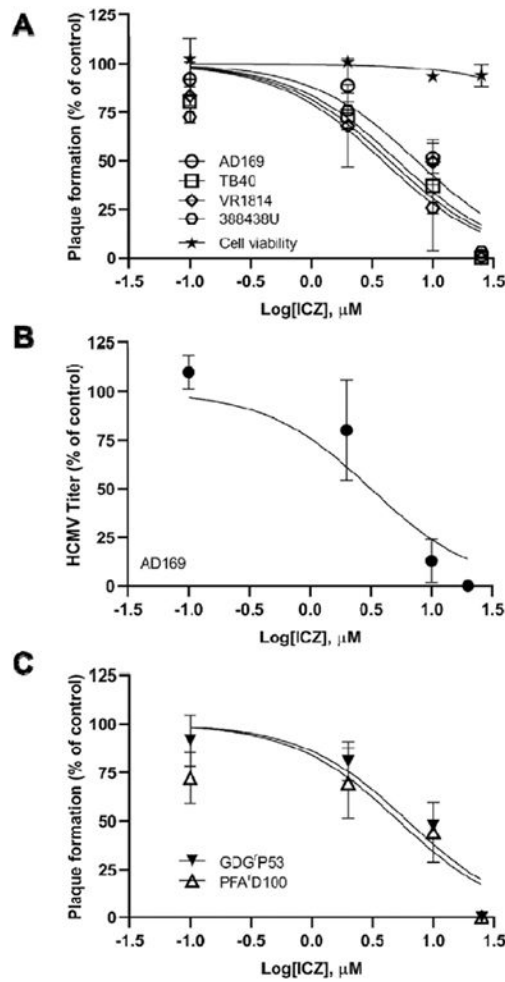 A
Plaque formation (% of control)
125
100
75
50
25
0
AD169
TB40
VR1814
388438U
Cell viability
-1.5 -1.0 -0.5 0.0 0.5 1.0 1.5
Log[ICZ], μM
B
HCMV Titer (% of control)
125
100
75
50
25
0
AD169
-1.5 -1.0 -0.5 0.0 0.5 1.0 1.5
Log[ICZ], μM
C
Plaque formation (% of control)
125
100
75
50
25
0
GDGʳP53
PFAʳD100
-1.5 -1.0 -0.5 0.0 0.5 1.0 1.5
Log[ICZ], μM